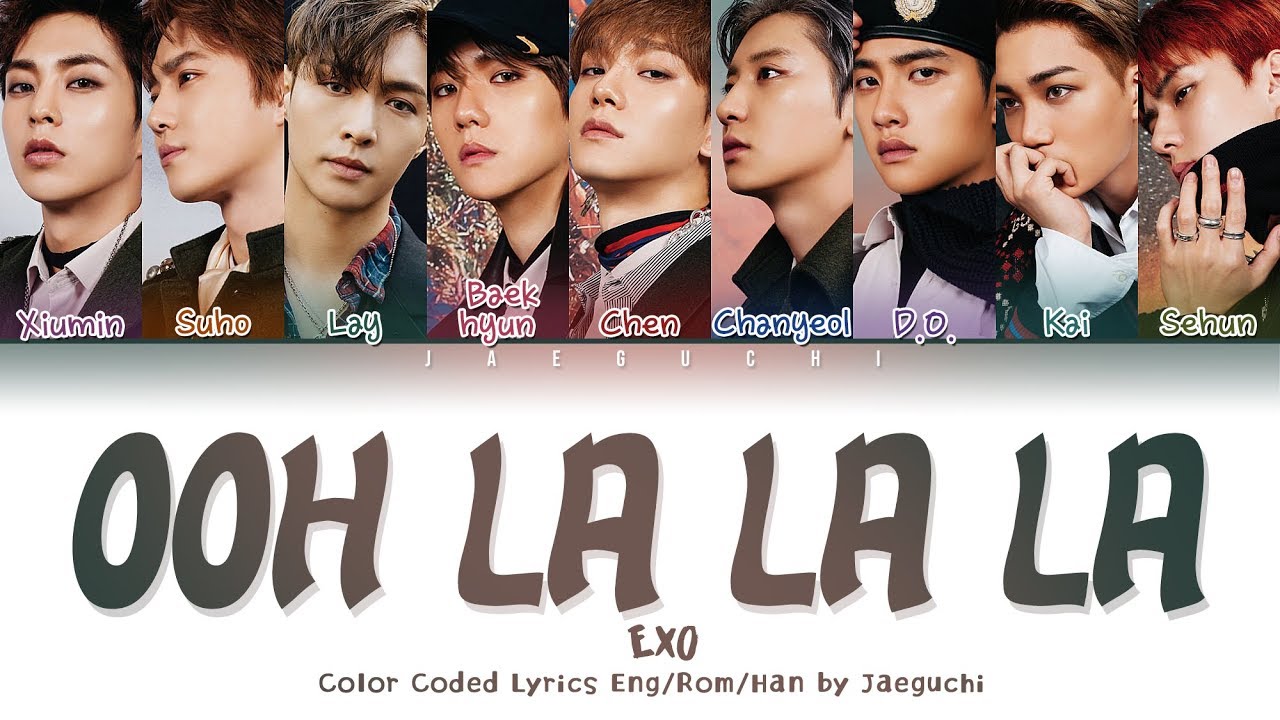 Xiumin
Suho
Lay
Baek
hyun
Chen
Chanyeol
D.O.
Kai
Sehun
JAEGUCHI
OOH LA LA LA
EXO
Color Coded Lyrics Eng/Rom/Han by Jaeguchi